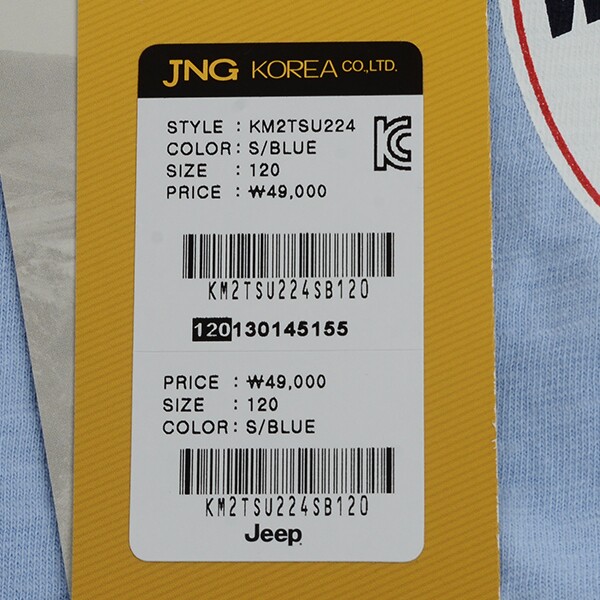 JNG KOREA CO.,LTD.
STYLE : KM2TSU224
COLOR : S/BLUE
SIZE : 120
PRICE : ₩49,000
KM2TSU224SB120
120130145155
PRICE : ₩49,000
SIZE : 120
COLOR : S/BLUE
KM2TSU224SB120
Jeep